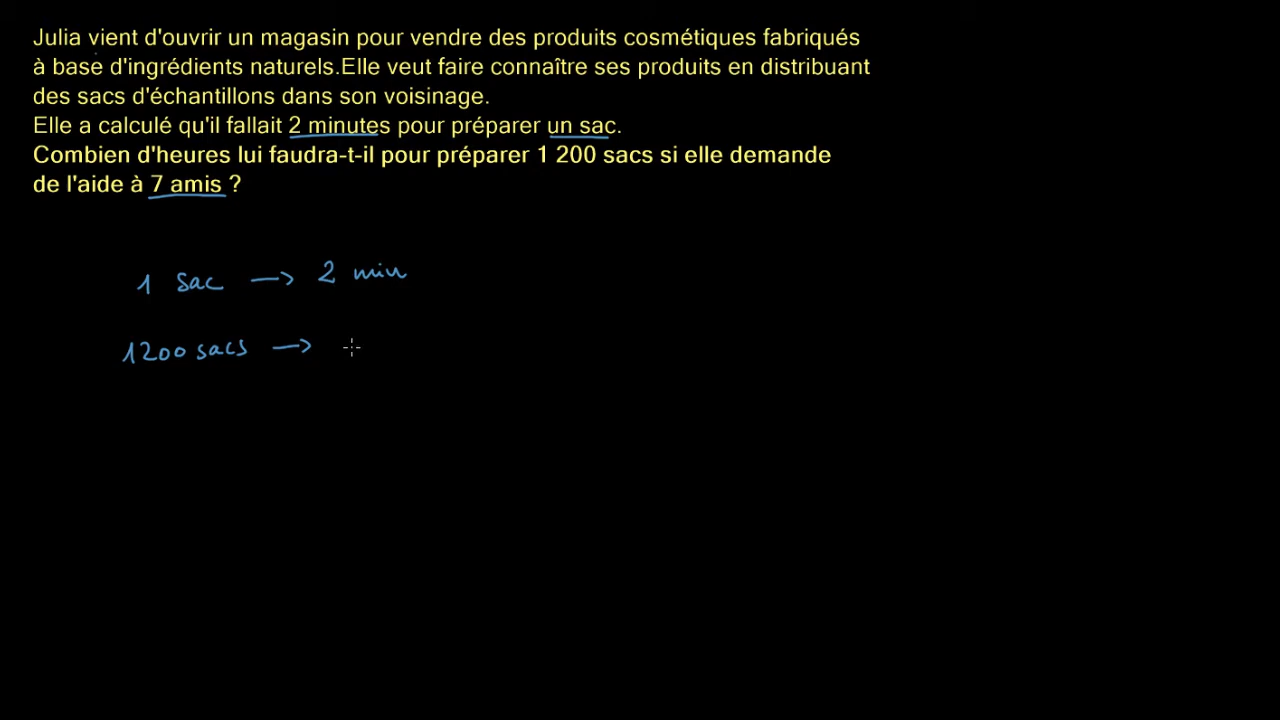 Julia vient d'ouvrir un magasin pour vendre des produits cosmétiques fabriqués
à base d'ingrédients naturels.Elle veut faire connaître ses produits en distribuant
des sacs d'échantillons dans son voisinage.
Elle a calculé qu'il fallait 2 minutes pour préparer un sac.
Combien d'heures lui faudra-t-il pour préparer 1 200 sacs si elle demande
de l'aide à 7 amis ?
1 sac → 2 min
1200 sacs →